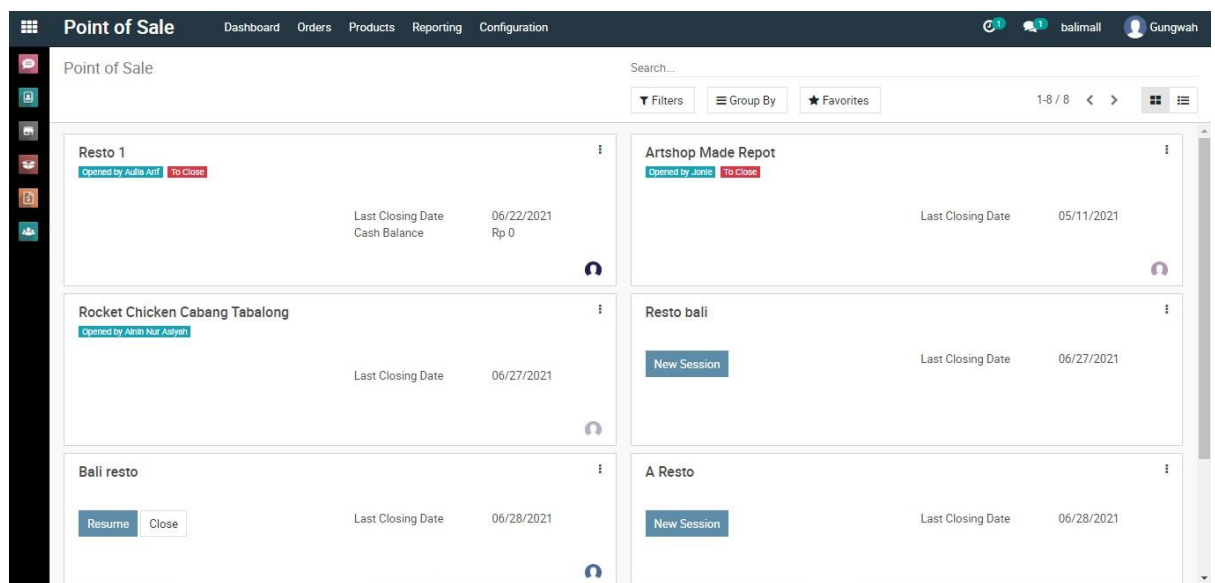 Point of Sale Dashboard Orders Products Reporting Configuration 1 1 balimall Gungwah
Point of Sale
Search...
Filters Group By Favorites 1-8 / 8
Resto 1
Opened by Aulia Arif To Close
Last Closing Date 06/22/2021
Cash Balance Rp 0
Artshop Made Repot
Opened by Jonie To Close
Last Closing Date 05/11/2021
Rocket Chicken Cabang Tabalong
Opened by Ainin Nur Asiyah
Last Closing Date 06/27/2021
Resto bali
New Session
Last Closing Date 06/27/2021
Bali resto
Resume Close
Last Closing Date 06/28/2021
A Resto
New Session
Last Closing Date 06/28/2021